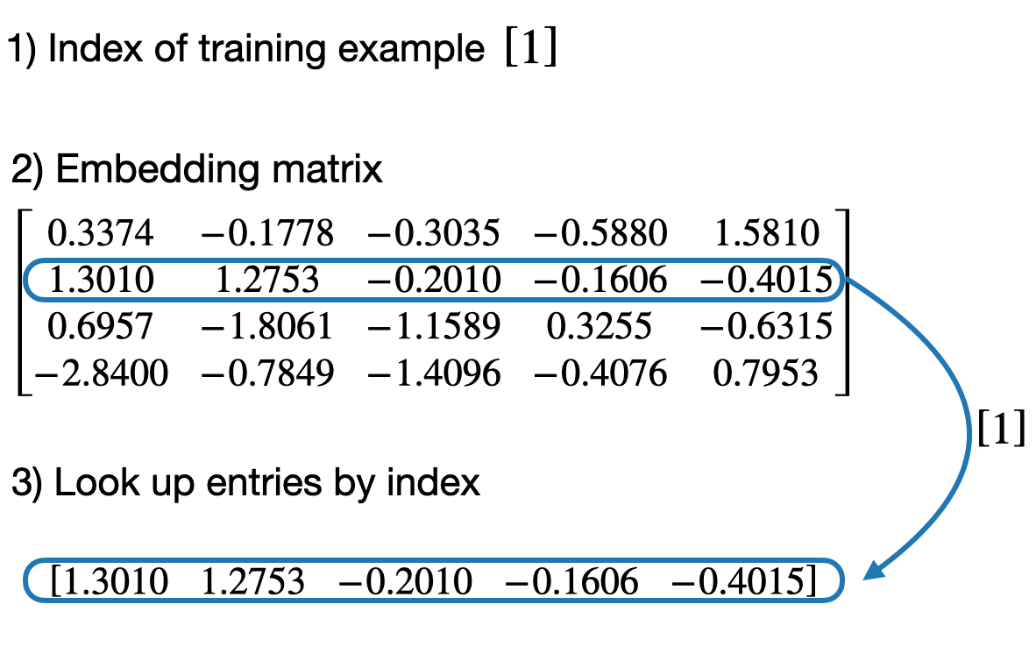 1) Index of training example [1]
2) Embedding matrix
0.3374 −0.1778 −0.3035 −0.5880 1.5810
1.3010 1.2753 −0.2010 −0.1606 −0.4015
0.6957 −1.8061 −1.1589 0.3255 −0.6315
−2.8400 −0.7849 −1.4096 −0.4076 0.7953
[1]
3) Look up entries by index
[1.3010 1.2753 −0.2010 −0.1606 −0.4015]